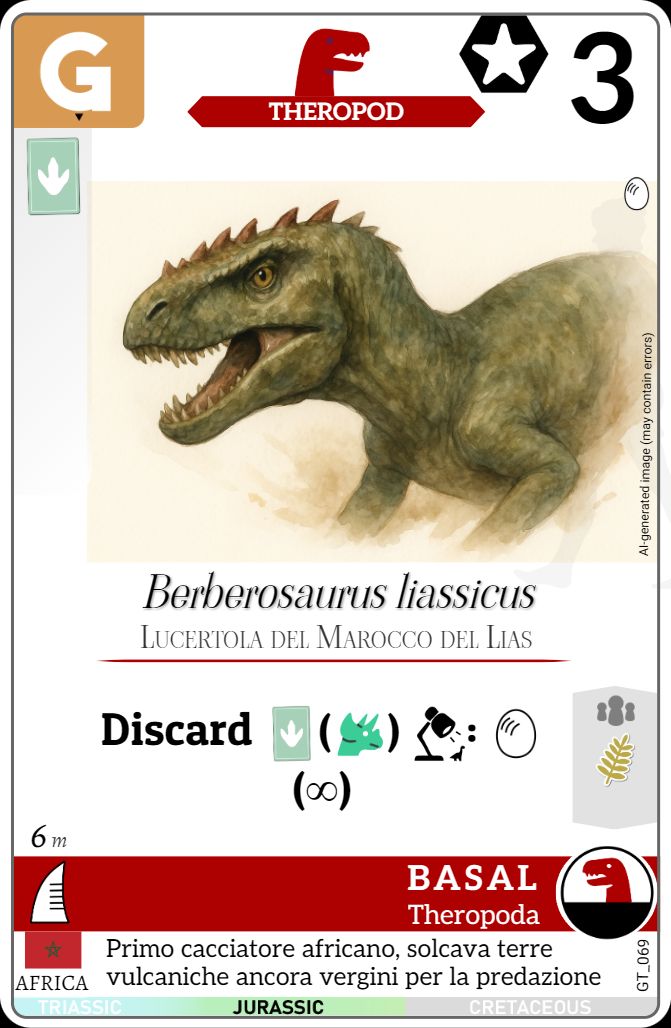 G
THEROPOD
3
AI-generated image (may contain errors)
Berberosaurus liassicus
Lucertola del Marocco del Lias
Discard ( ) : 
(∞)
6 m
BASAL
Theropoda
AFRICA
Primo cacciatore africano, solcava terre
vulcaniche ancora vergini per la predazione
GT_069
TRIASSIC JURASSIC CRETACEOUS